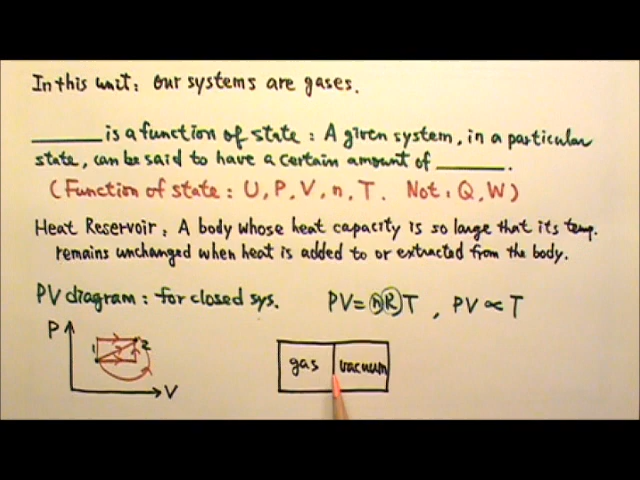 In this unit: Our systems are gases.
_______ is a function of state: A given system, in a particular
state, can be said to have a certain amount of _______.
(Function of state: U, P, V, n, T. Not: Q, W)
Heat Reservoir: A body whose heat capacity is so large that its temp.
remains unchanged when heat is added to or extracted from the body.
PV diagram: for closed sys. PV = nRT, PV ∝ T
P
1 2
V
gas vacuum